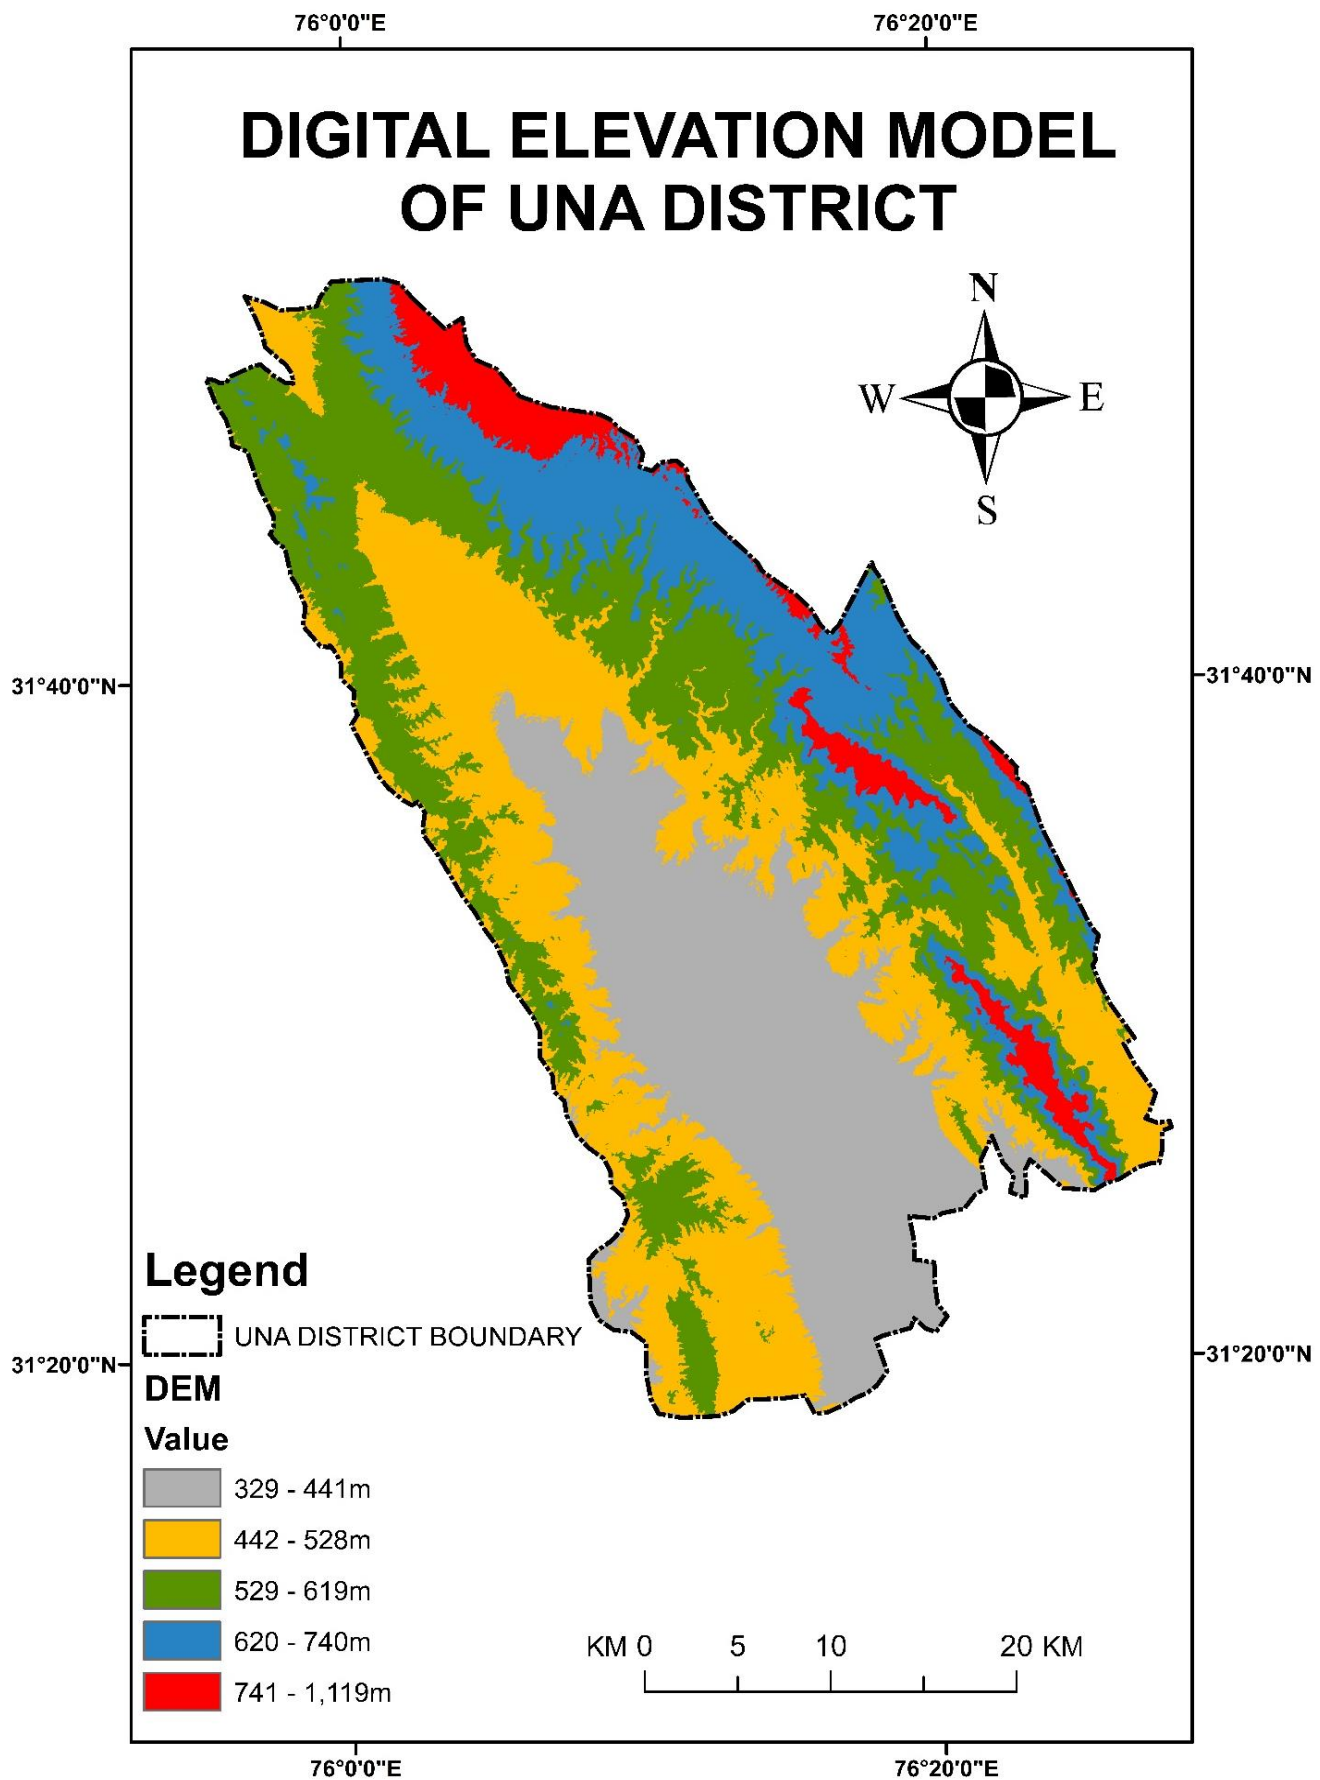 76°0'0"E 76°20'0"E
DIGITAL ELEVATION MODEL
OF UNA DISTRICT
N
W E
S
31°40'0"N 31°40'0"N
Legend
UNA DISTRICT BOUNDARY
31°20'0"N 31°20'0"N
DEM
Value
329 - 441m
442 - 528m
529 - 619m
620 - 740m
741 - 1,119m
KM 0 5 10 20 KM
76°0'0"E 76°20'0"E